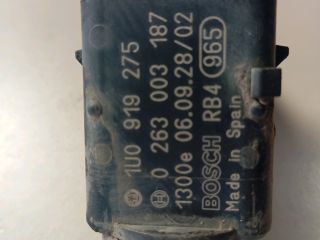 1U0 919 275
0 263 003 187
1300e 06.09.28/02
BOSCH RB4 965
Made in Spain